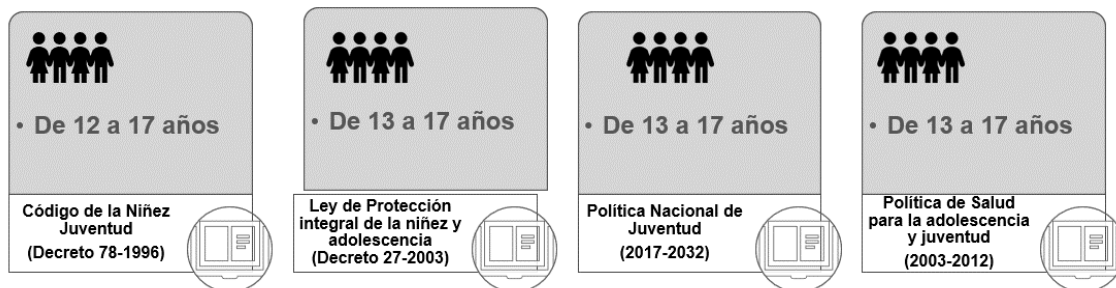 • De 12 a 17 años
Código de la Niñez
Juventud
(Decreto 78-1996)
• De 13 a 17 años
Ley de Protección
integral de la niñez y
adolescencia
(Decreto 27-2003)
• De 13 a 17 años
Política Nacional de
Juventud
(2017-2032)
• De 13 a 17 años
Política de Salud
para la adolescencia
y juventud
(2003-2012)